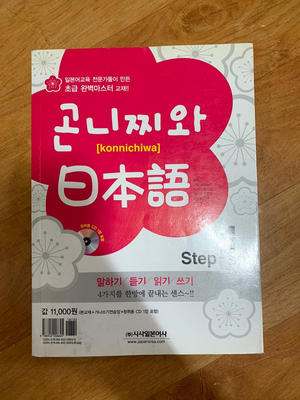 일본어교육 전문가들이 만든
초급 완벽마스터 교재!!
곤니찌와
[konnichiwa]
日本語
Step
말하기 듣기 읽기 쓰기
4가지를 한방에 끝내는 센스~!!
값 11,000원
(주)시사일본어사
www.japansisa.com